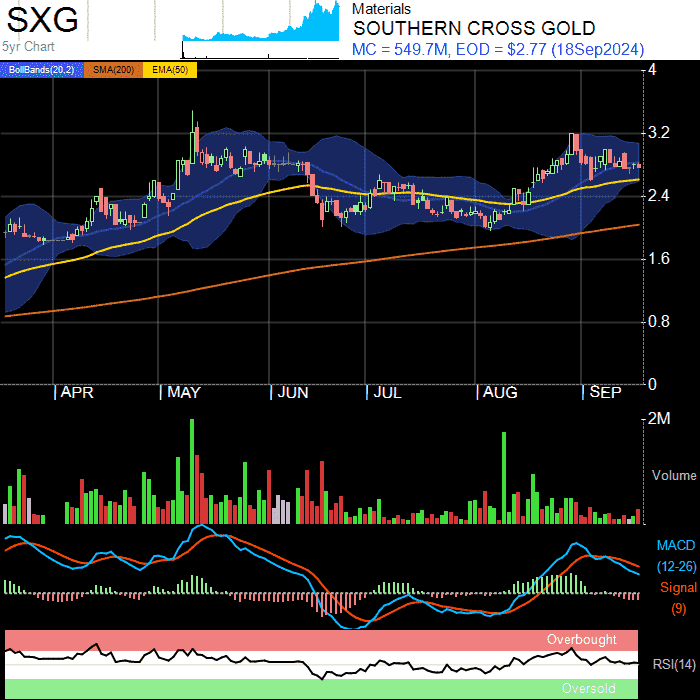 SXG
5yr Chart
Materials
SOUTHERN CROSS GOLD
MC = 549.7M, EOD = $2.77 (18Sep2024)
BollBands(20,2) SMA(200) EMA(50)
4
3.2
2.4
1.6
0.8
0
APR MAY JUN JUL AUG SEP
2M
Volume
MACD
(12-26)
Signal
(9)
Overbought
RSI(14)
Oversold